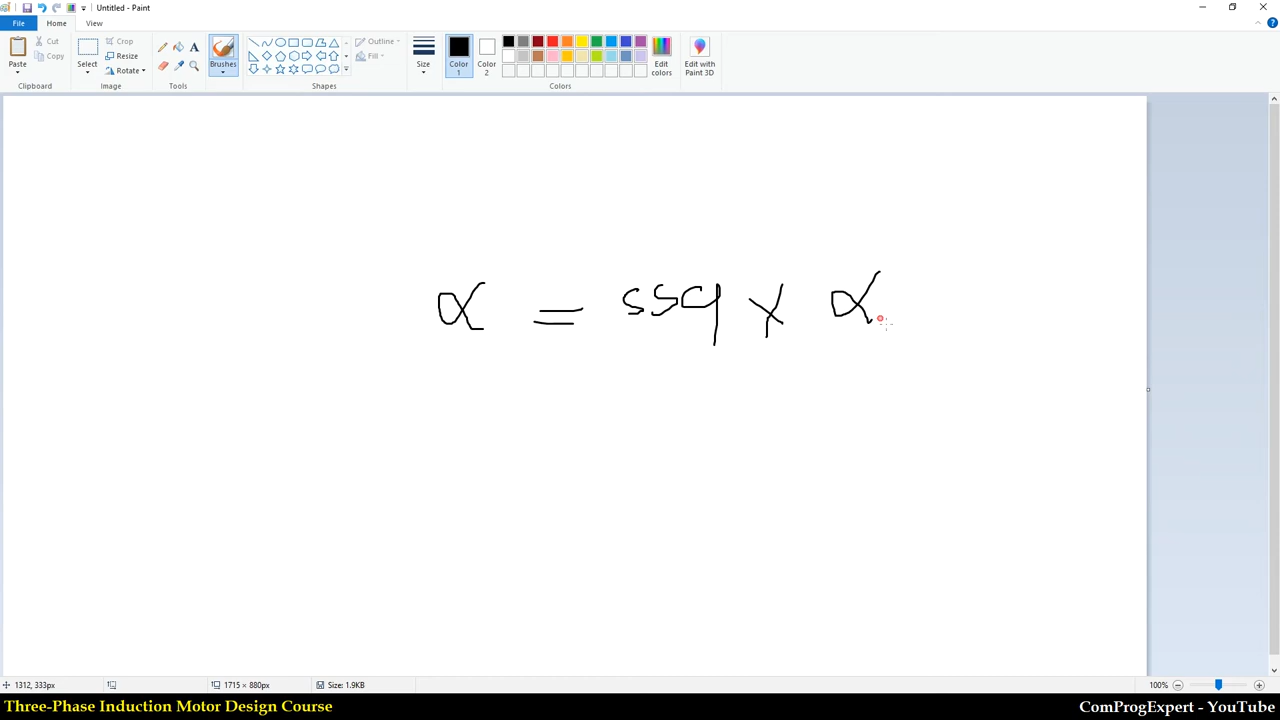 Untitled - Paint
File Home View
Paste Cut Copy Clipboard
Select Crop Resize Rotate Image
Tools
Brushes
Outline Fill Shapes
Size
Color 1 Color 2 Edit colors Colors
Edit with Paint 3D
α = ssq × α
1312, 333px 1715 × 880px Size: 1.9KB 100%
Three-Phase Induction Motor Design Course ComProgExpert - YouTube